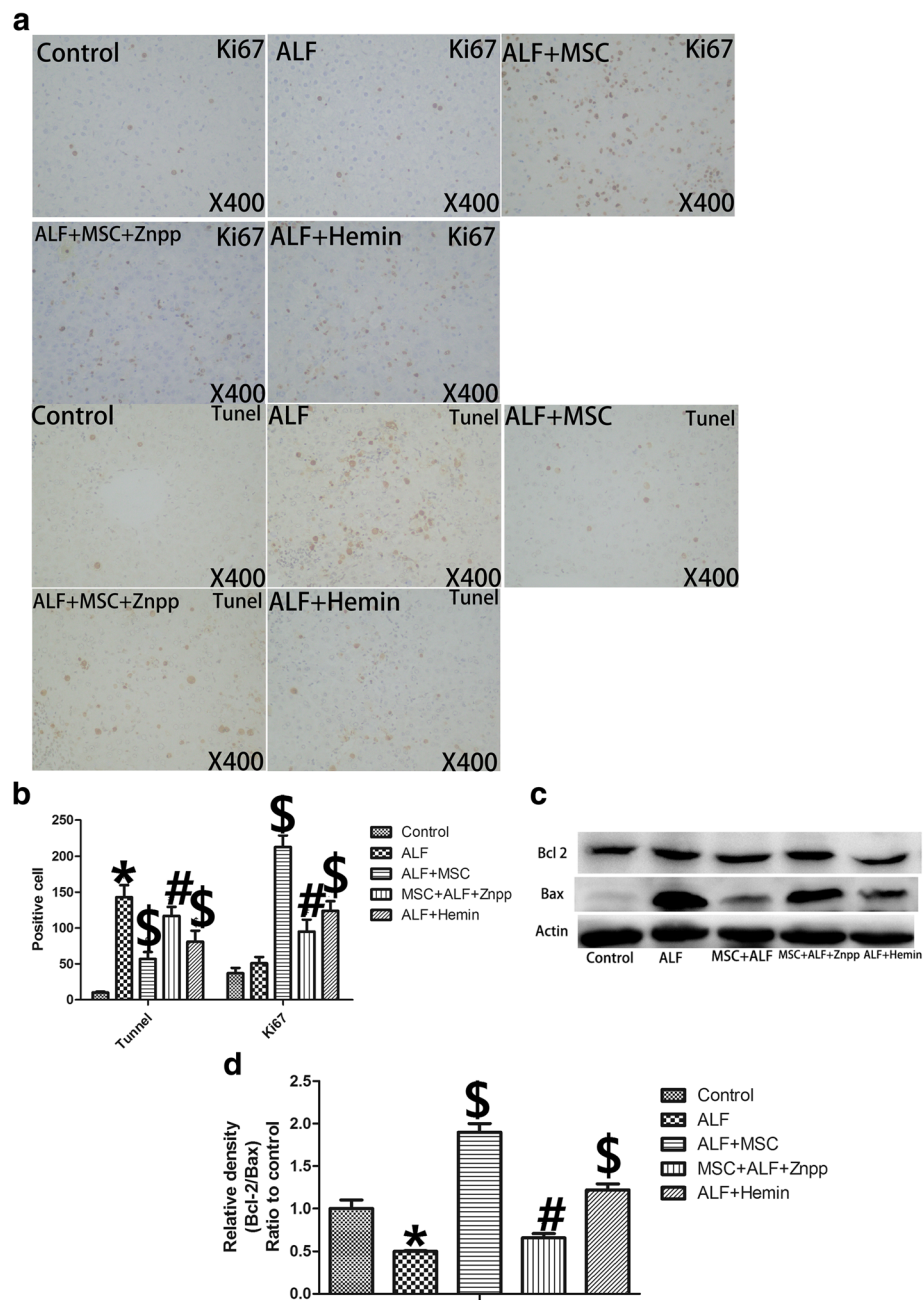 a
Control Ki67 ALF Ki67 ALF+MSC Ki67
X400 X400 X400
ALF+MSC+Znpp Ki67 ALF+Hemin Ki67
X400 X400
Control Tunel ALF Tunel ALF+MSC Tunel
X400 X400 X400
ALF+MSC+Znpp Tunel ALF+Hemin Tunel
X400 X400
b
Positive cell
250
200
150
100
50
0
* $ # $ $ # $
Tunnel Ki67
Control
ALF
ALF+MSC
MSC+ALF+Znpp
ALF+Hemin
c
Bcl 2
Bax
Actin
Control ALF MSC+ALF MSC+ALF+Znpp ALF+Hemin
d
Relative density
(Bcl-2/Bax)
Ratio to control
2.5
2.0
1.5
1.0
0.5
0.0
* $ # $
Control
ALF
ALF+MSC
MSC+ALF+Znpp
ALF+Hemin